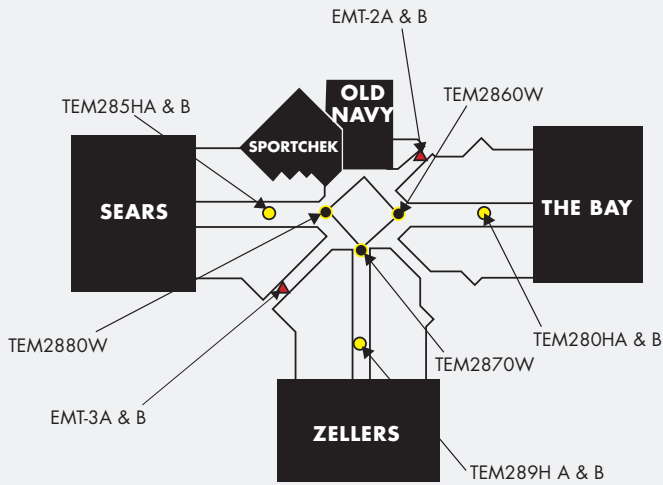 EMT-2A & B
OLD
NAVY
TEM285HA & B
TEM2860W
SPORTCHEK
SEARS
THE BAY
TEM2880W
TEM280HA & B
TEM2870W
EMT-3A & B
ZELLERS
TEM289H A & B